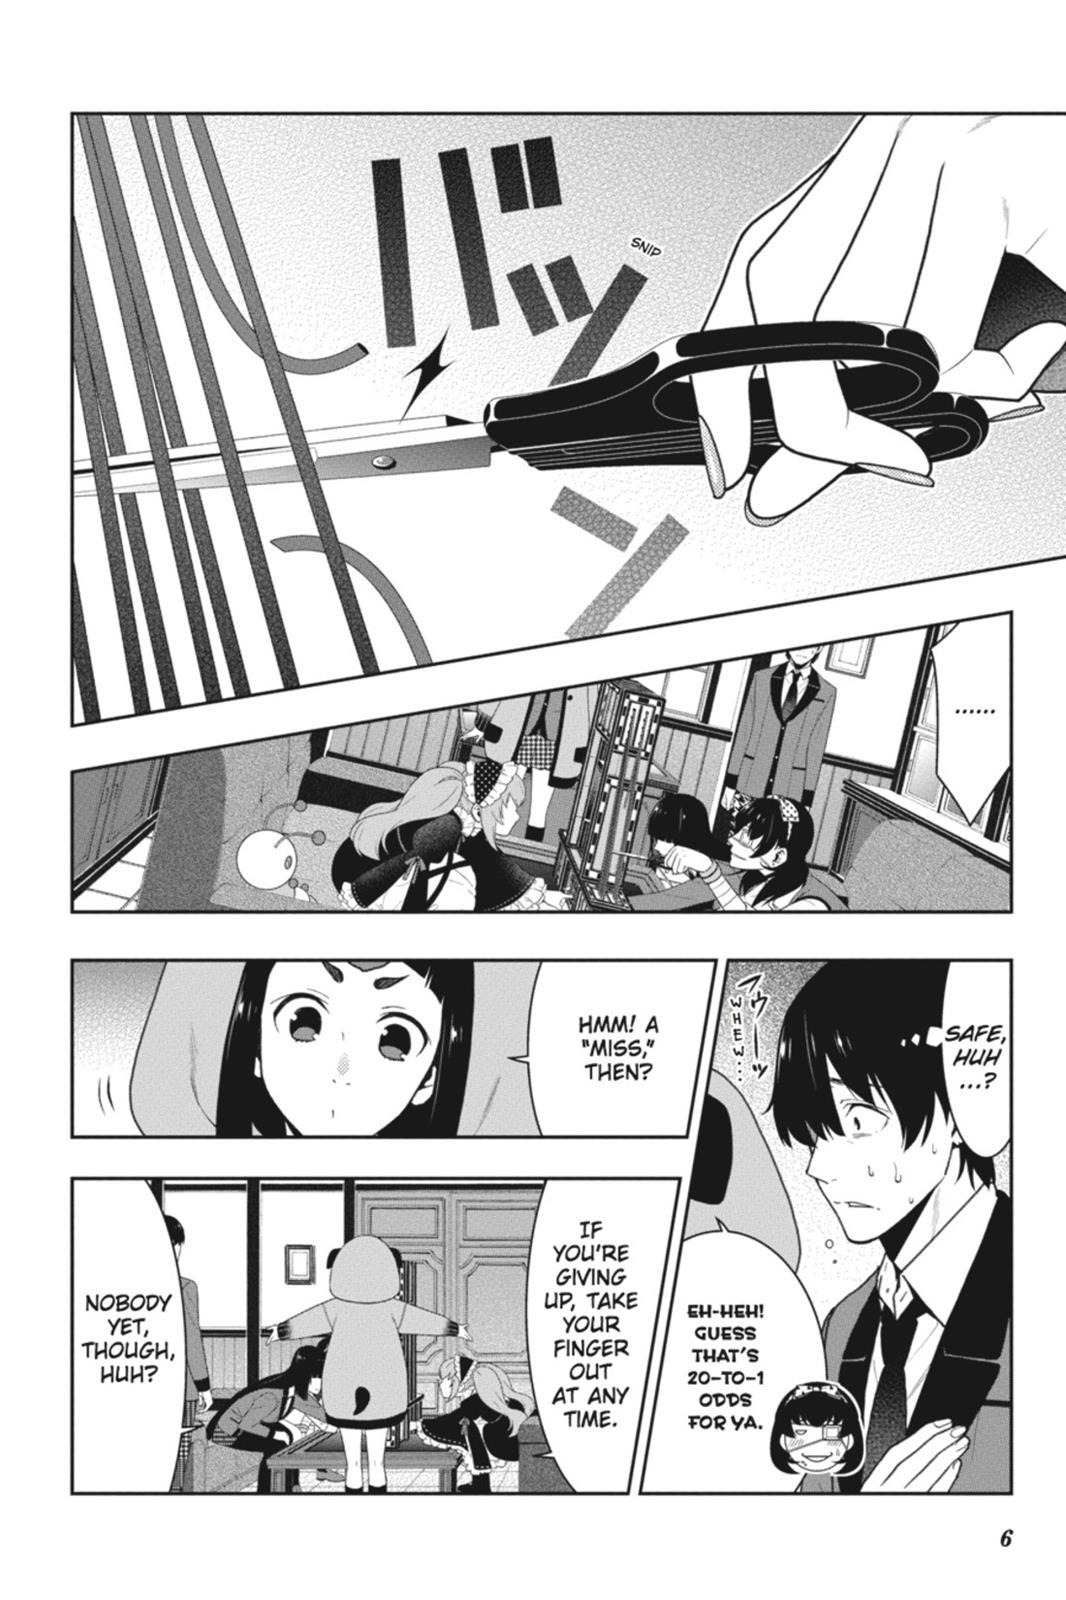 バッ
SNIP
ン
......
SAFE,
HUH
...?
フウーッ
WHEW...
EH-HEH!
GUESS
THAT'S
20-TO-1
ODDS
FOR YA.
HMM! A
"MISS,"
THEN?
IF
YOU'RE
GIVING
UP, TAKE
YOUR
FINGER
OUT
AT ANY
TIME.
NOBODY
YET,
THOUGH,
HUH?
6